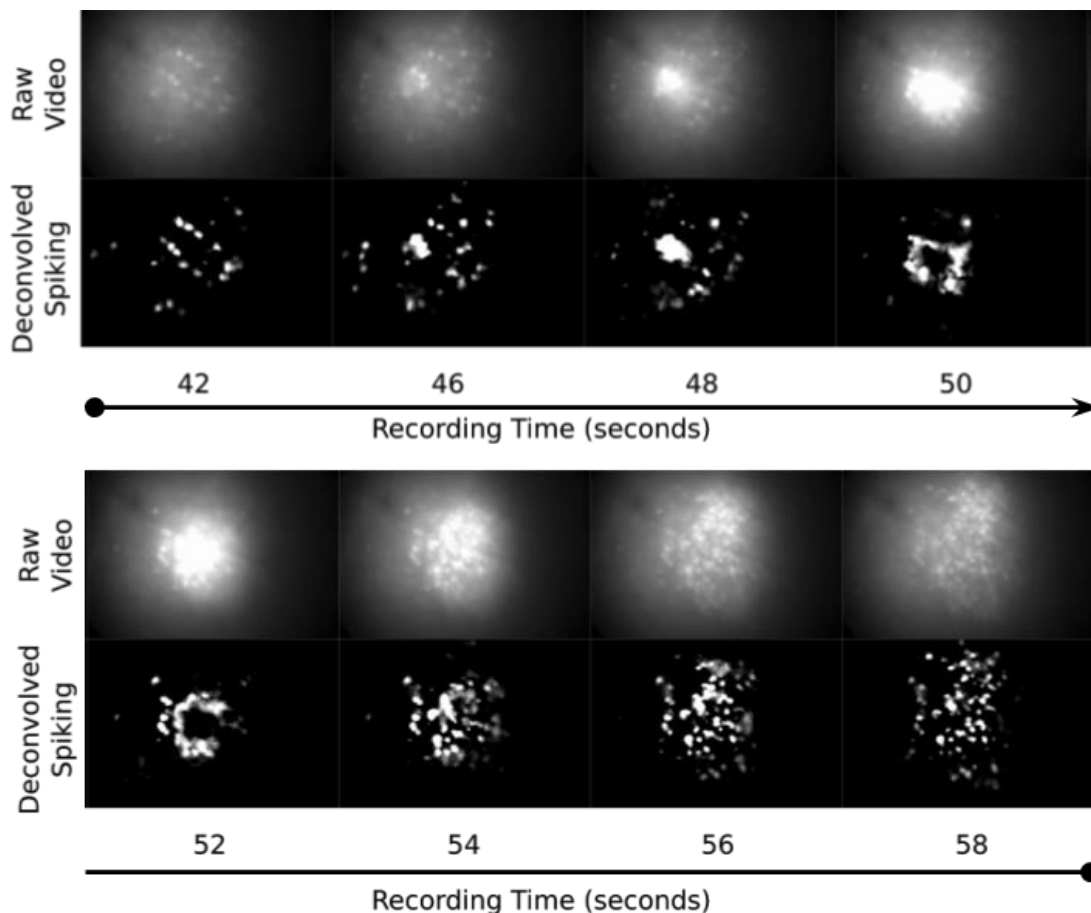 Raw
Video
Deconvolved
Spiking
42 46 48 50
Recording Time (seconds)
Raw
Video
Deconvolved
Spiking
52 54 56 58
Recording Time (seconds)